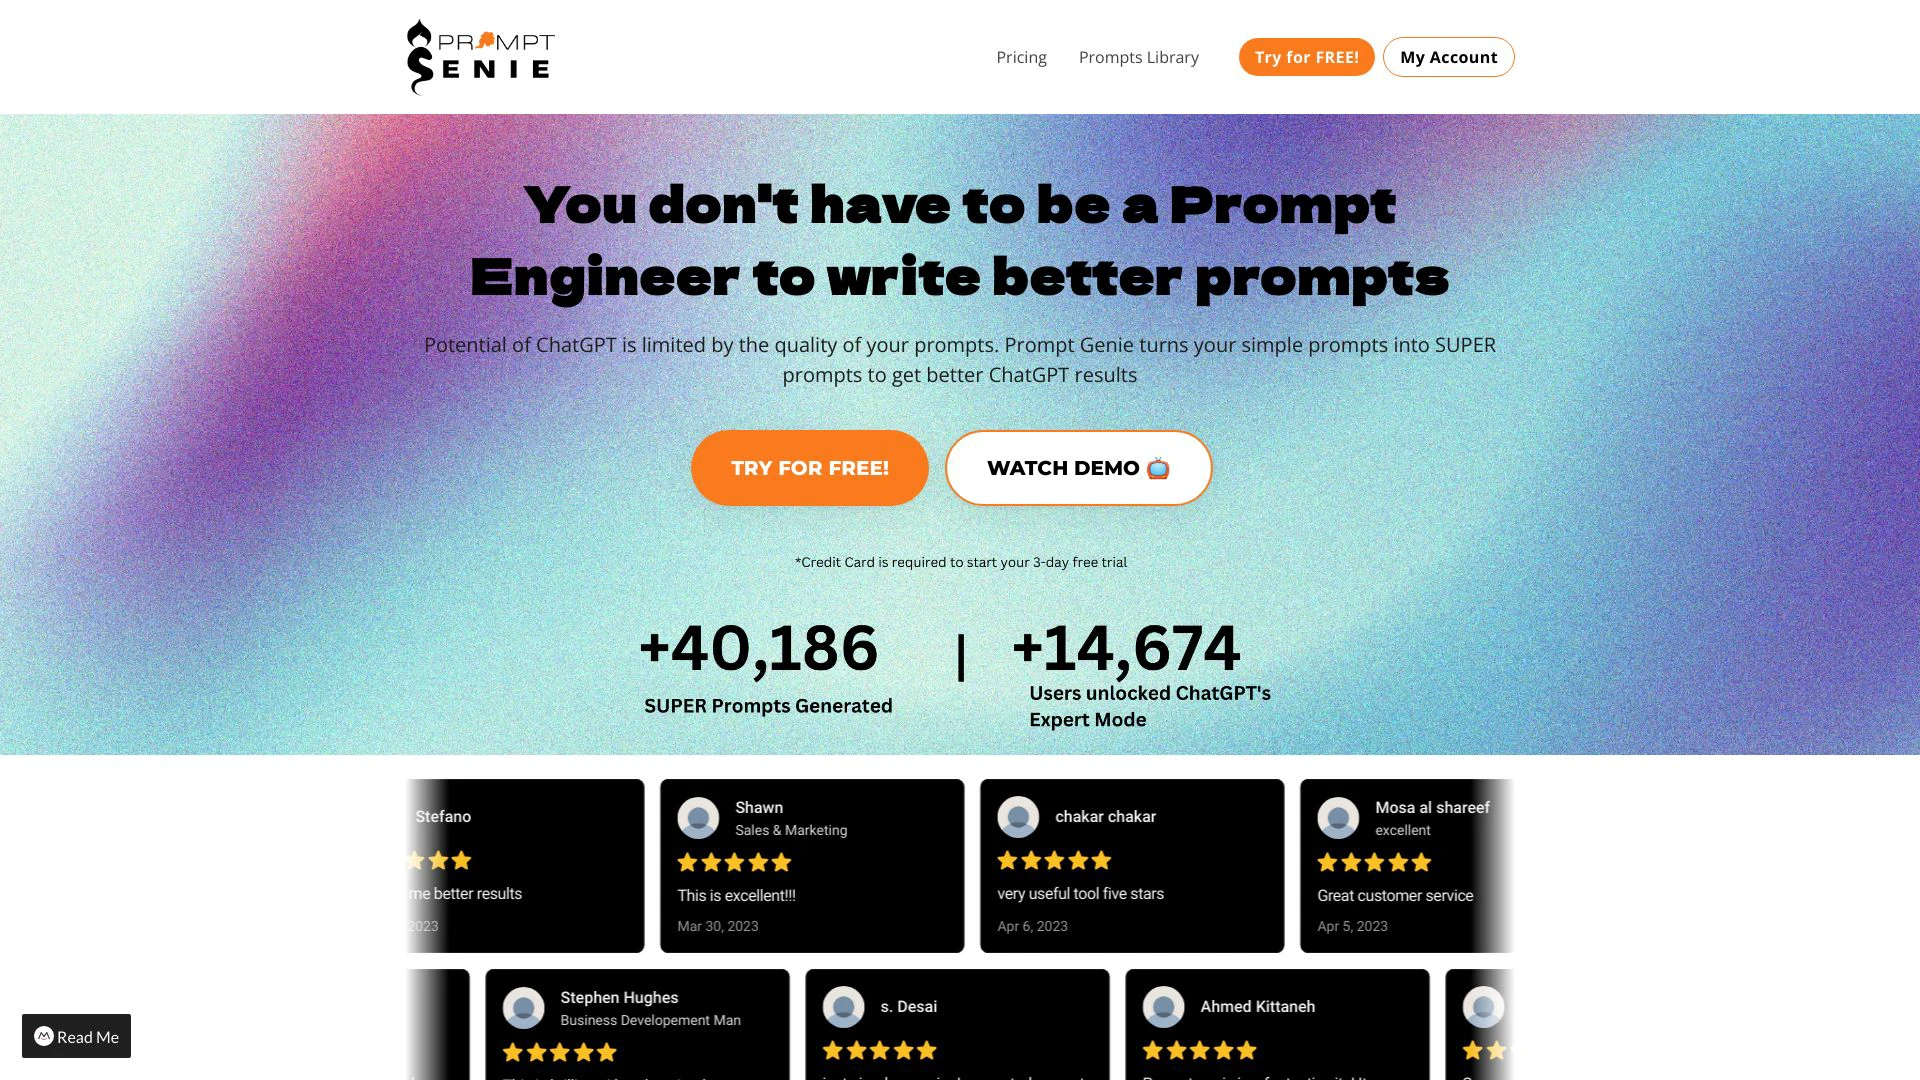 PROMPT
GENIE
Pricing
Prompts Library
Try for FREE!
My Account
You don't have to be a Prompt
Engineer to write better prompts
Potential of ChatGPT is limited by the quality of your prompts. Prompt Genie turns your simple prompts into SUPER
prompts to get better ChatGPT results
TRY FOR FREE!
WATCH DEMO
*Credit Card is required to start your 3-day free trial
+40,186
SUPER Prompts Generated
|
+14,674
Users unlocked ChatGPT's
Expert Mode
Stefano
me better results
2023
Shawn
Sales & Marketing
This is excellent!!!
Mar 30, 2023
chakar chakar
very useful tool five stars
Apr 6, 2023
Mosa al shareef
excellent
Great customer service
Apr 5, 2023
Stephen Hughes
Business Developement Man
s. Desai
Ahmed Kittaneh
Read Me